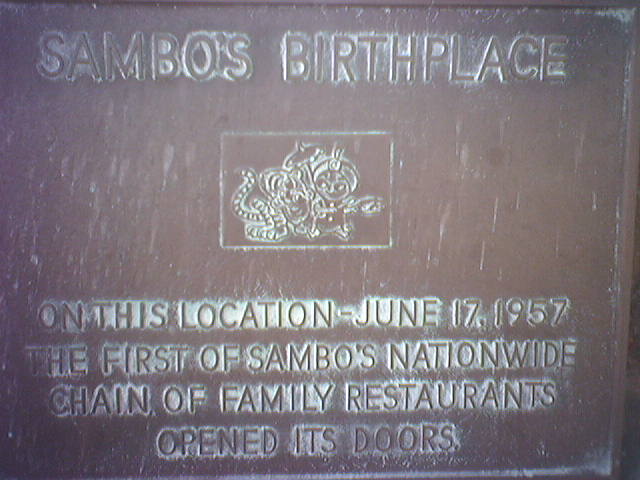 SAMBO'S BIRTHPLACE
ON THIS LOCATION-JUNE 17, 1957
THE FIRST OF SAMBO'S NATIONWIDE
CHAIN OF FAMILY RESTAURANTS
OPENED ITS DOORS.